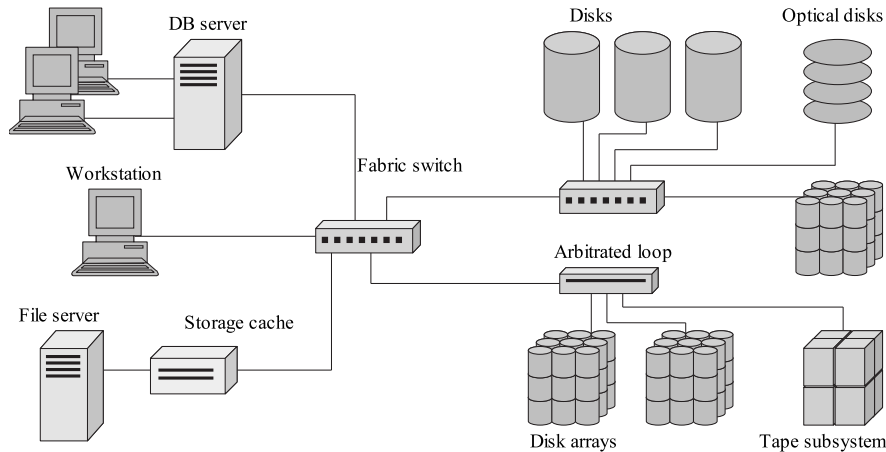 DB server
Disks
Optical disks
Workstation
Fabric switch
Arbitrated loop
File server
Storage cache
Disk arrays
Tape subsystem